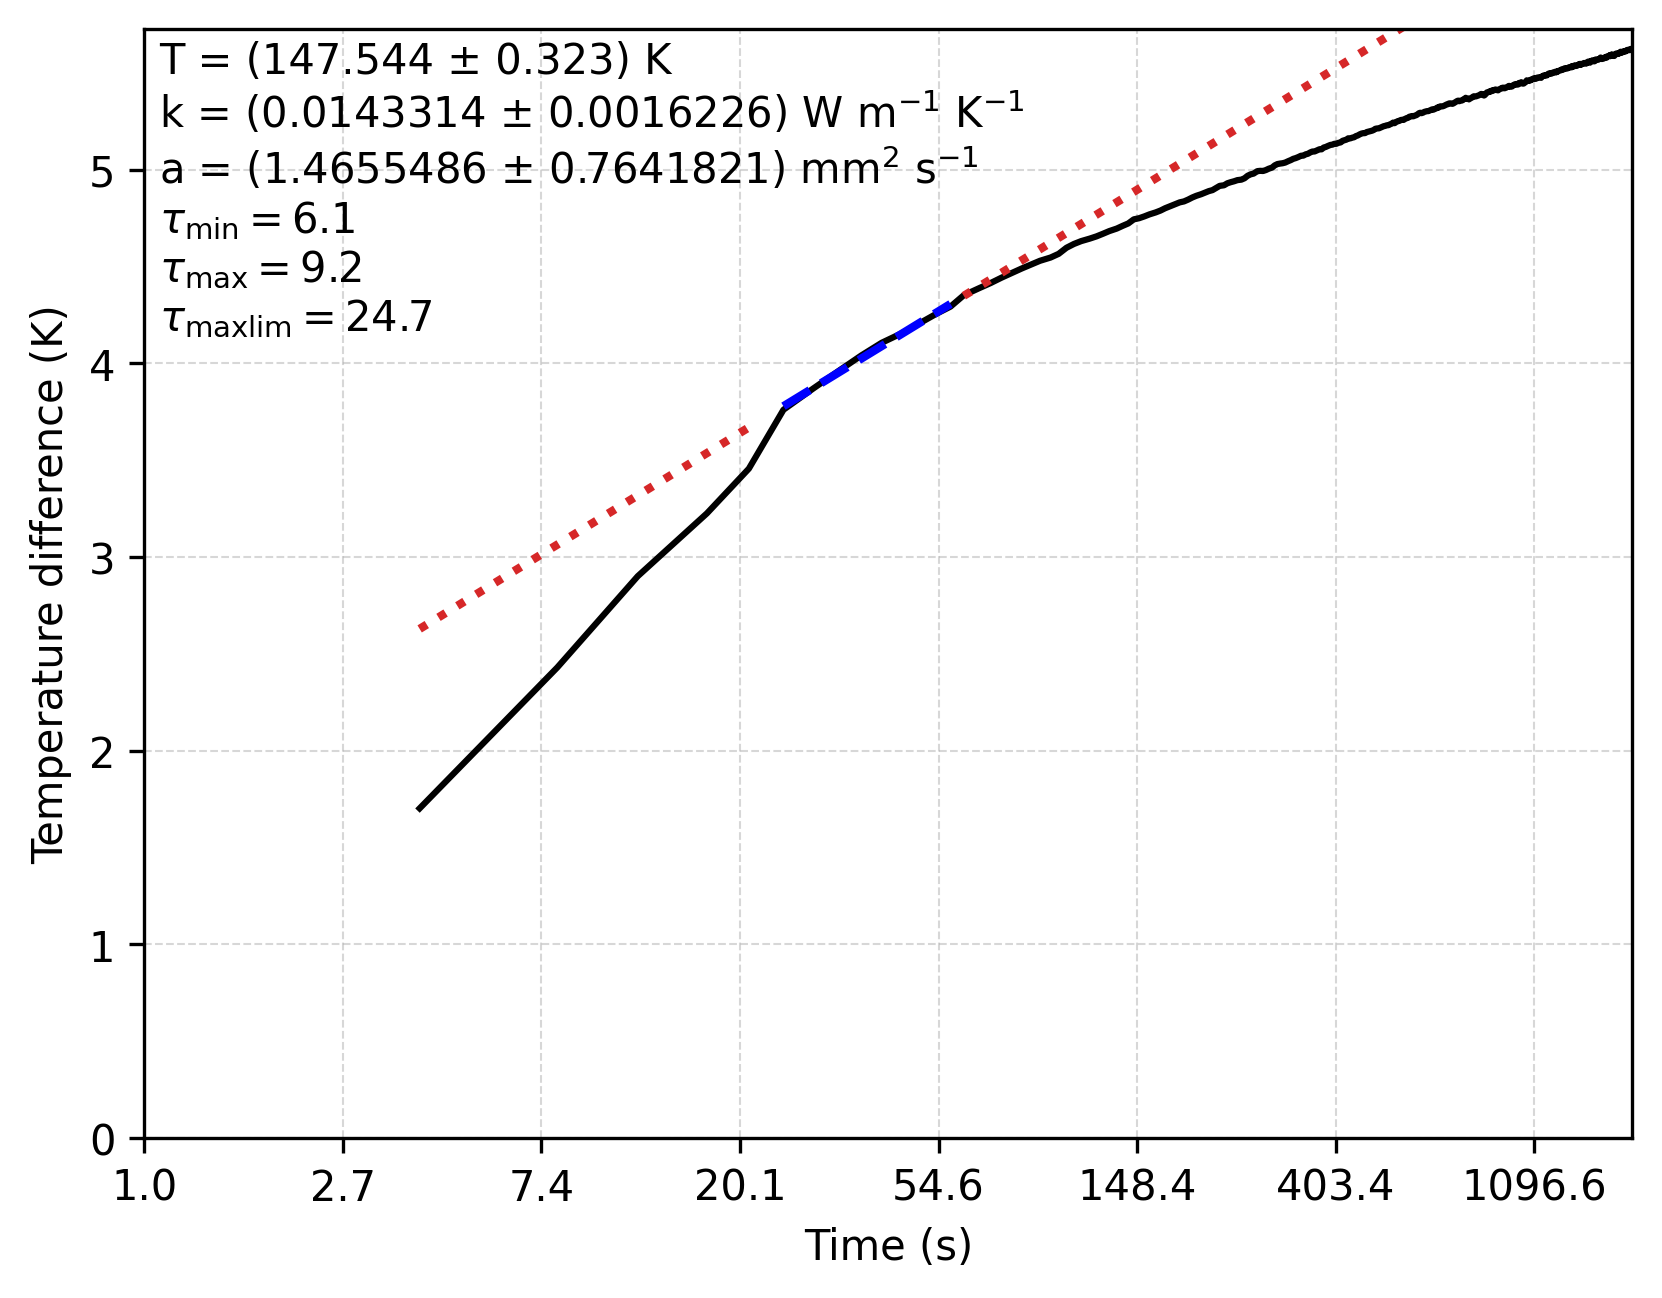 T = (147.544 ± 0.323) K
k = (0.0143314 ± 0.0016226) W m⁻¹ K⁻¹
a = (1.4655486 ± 0.7641821) mm² s⁻¹
τmin = 6.1
τmax = 9.2
τmaxlim = 24.7
Temperature difference (K)
5
4
3
2
1
0
1.0 2.7 7.4 20.1 54.6 148.4 403.4 1096.6
Time (s)